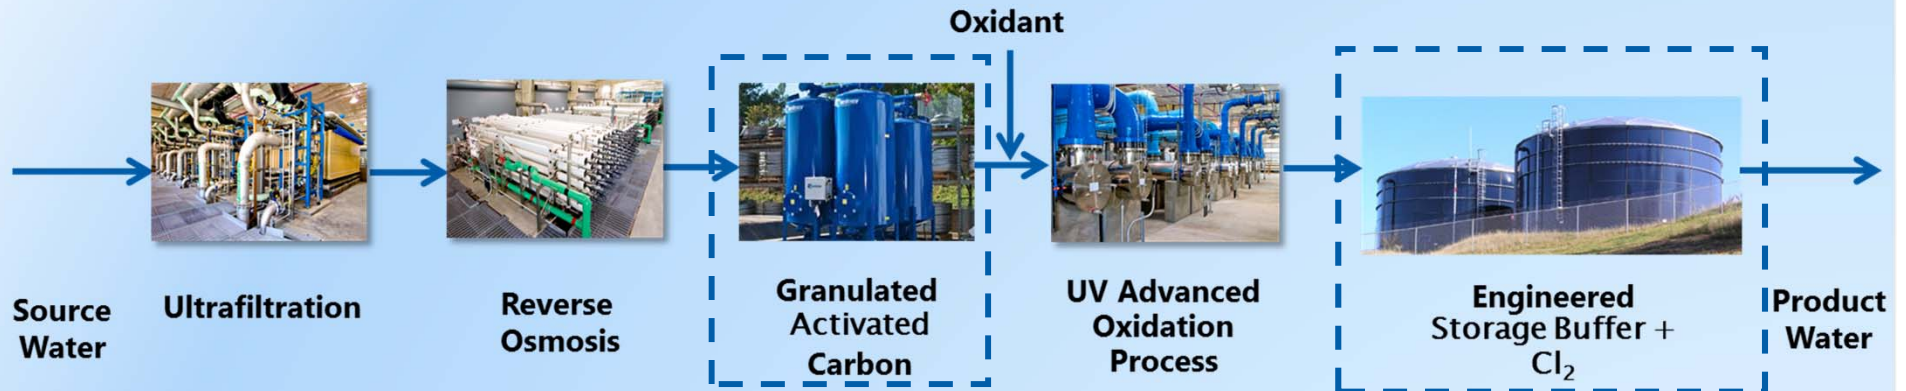 Oxidant
Source
Water
Ultrafiltration
Reverse
Osmosis
Granulated
Activated
Carbon
UV Advanced
Oxidation
Process
Engineered
Storage Buffer +
Cl₂
Product
Water